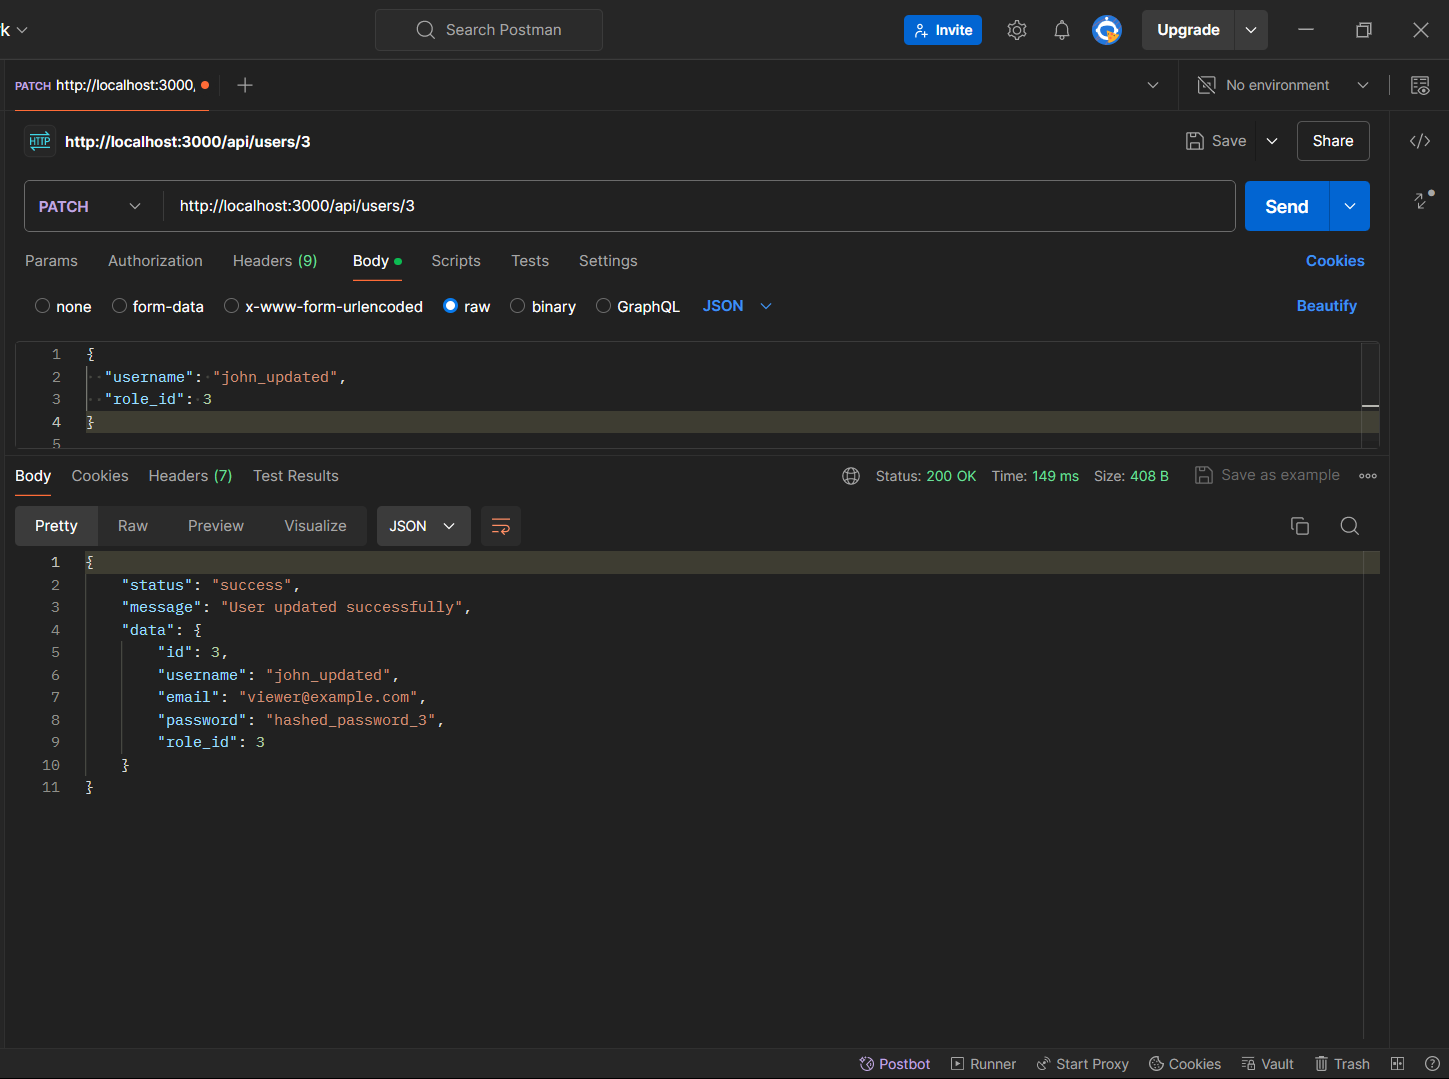 k
Search Postman
Invite
Upgrade
PATCH http://localhost:3000,
No environment
HTTP http://localhost:3000/api/users/3
Save
Share
PATCH http://localhost:3000/api/users/3
Send
Params Authorization Headers (9) Body Scripts Tests Settings Cookies
none form-data x-www-form-urlencoded raw binary GraphQL JSON Beautify
1 {
2 "username": "john_updated",
3 "role_id": 3
4 }
5
Body Cookies Headers (7) Test Results Status: 200 OK Time: 149 ms Size: 408 B Save as example
Pretty Raw Preview Visualize JSON
1 {
2 "status": "success",
3 "message": "User updated successfully",
4 "data": {
5 "id": 3,
6 "username": "john_updated",
7 "email": "viewer@example.com",
8 "password": "hashed_password_3",
9 "role_id": 3
10 }
11 }
Postbot Runner Start Proxy Cookies Vault Trash